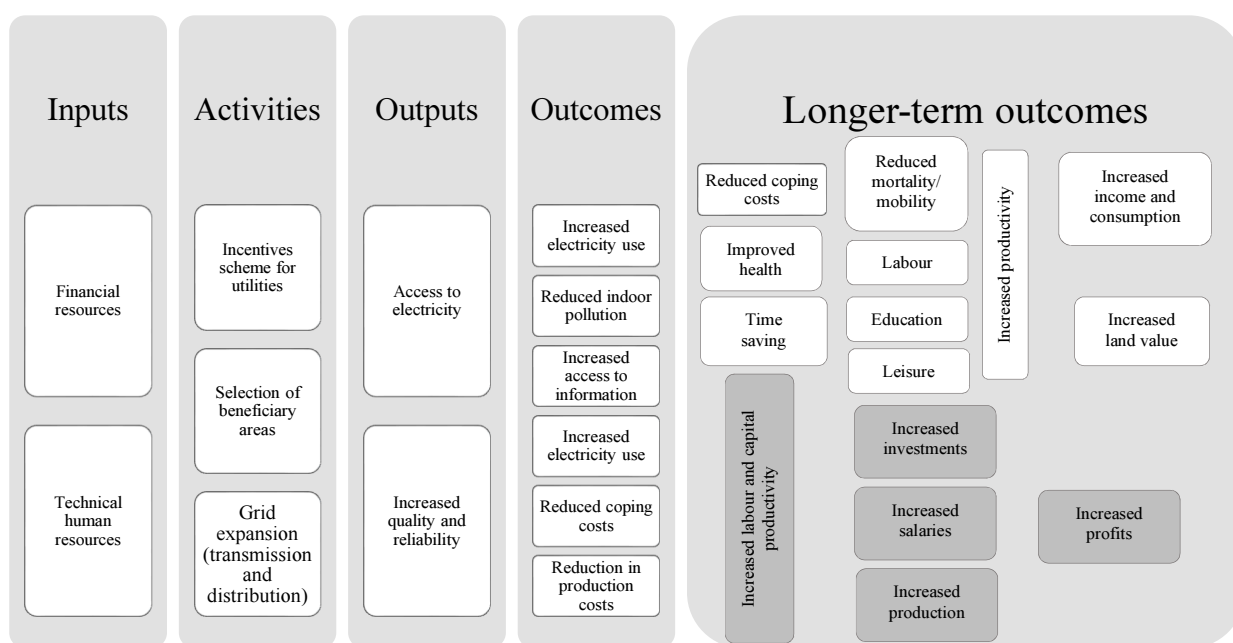 Inputs
Financial
resources
Technical
human
resources
Activities
Incentives
scheme for
utilities
Selection of
beneficiary
areas
Grid
expansion
(transmission
and
distribution)
Outputs
Access to
electricity
Increased
quality and
reliability
Outcomes
Increased
electricity use
Reduced indoor
pollution
Increased
access to
information
Increased
electricity use
Reduced coping
costs
Reduction in
production
costs
Longer-term outcomes
Reduced coping
costs
Improved
health
Time
saving
Increased labour and capital
productivity
Reduced
mortality/
mobility
Labour
Education
Leisure
Increased productivity
Increased
investments
Increased
salaries
Increased
production
Increased
income and
consumption
Increased
land value
Increased
profits